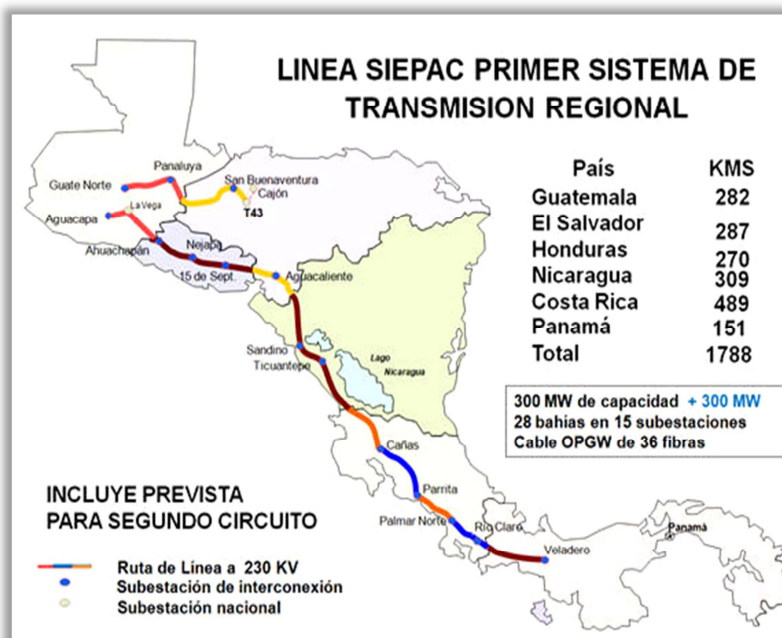 LINEA SIEPAC PRIMER SISTEMA DE
TRANSMISION REGIONAL
País KMS
Guatemala 282
El Salvador 287
Honduras 270
Nicaragua 309
Costa Rica 489
Panamá 151
Total 1788
300 MW de capacidad + 300 MW
28 bahias en 15 subestaciones
Cable OPGW de 36 fibras
Panaluya
Guate Norte
San Buenaventura
Cajón
T43
La Vega
Aguacapa
Ahuachapán
Nejapa
15 de Sept.
Aguacaliente
Sandino
Ticuantepe
Lago
Nicaragua
Cañas
Parrita
Palmar Norte
Río Claro
Veladero
Panamá
INCLUYE PREVISTA
PARA SEGUNDO CIRCUITO
Ruta de Línea a 230 KV
Subestación de interconexión
Subestación nacional